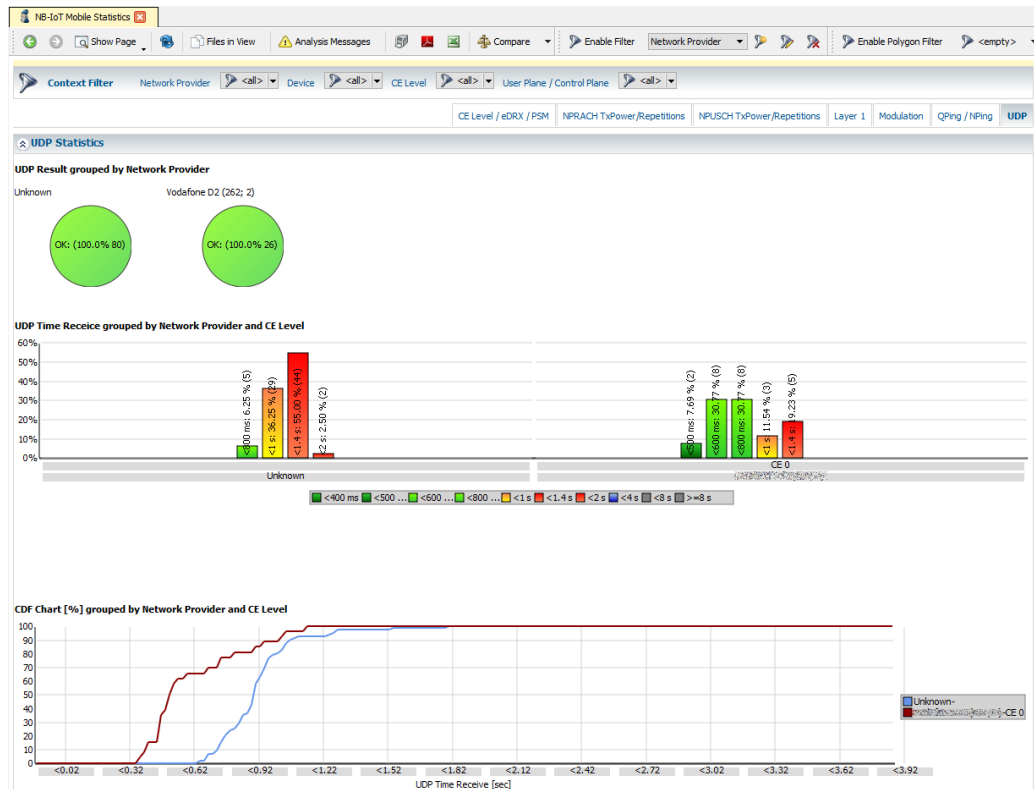 NB-IoT Mobile Statistics
Show Page Files in View Analysis Messages Compare Enable Filter Network Provider Enable Polygon Filter <empty>
Context Filter Network Provider <all> Device <all> CE Level <all> User Plane / Control Plane <all>
CE Level / eDRX / PSM NPRACH TxPower/Repetitions NPUSCH TxPower/Repetitions Layer 1 Modulation QPing / NPing UDP
UDP Statistics
UDP Result grouped by Network Provider
Unknown Vodafone D2 (262; 2)
OK: (100.0% 80) OK: (100.0% 26)
UDP Time Receice grouped by Network Provider and CE Level
60%
50%
40%
30%
20%
10%
0%
<800 ms: 6.25 % (5)
<1 s: 36.25 % (29)
<1.4 s: 55.00 % (44)
<2 s: 2.50 % (2)
<500 ms: 7.69 % (2)
<600 ms: 30.77 % (8)
<800 ms: 30.77 % (8)
<1 s: 11.54 % (3)
<1.4 s: 19.23 % (5)
CE 0
Unknown
<400 ms <500 ... <600 ... <800 ... <1 s <1.4 s <2 s <4 s <8 s >=8 s
CDF Chart [%] grouped by Network Provider and CE Level
100
90
80
70
60
50
40
30
20
10
0
<0.02 <0.32 <0.62 <0.92 <1.22 <1.52 <1.82 <2.12 <2.42 <2.72 <3.02 <3.32 <3.62 <3.92
UDP Time Receive [sec]
Unknown-
-CE 0